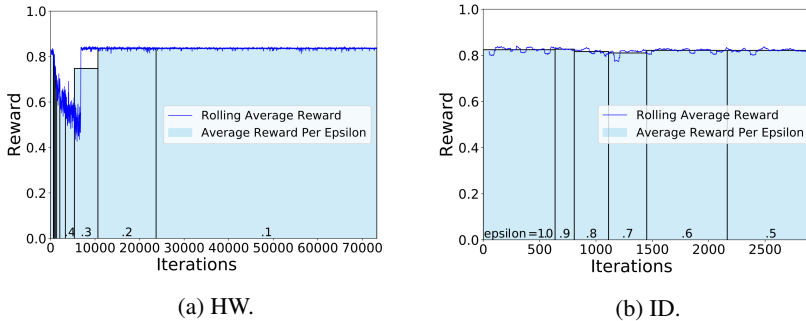 1.0
0.8
0.6
0.4
0.2
0.0
Reward
Rolling Average Reward
Average Reward Per Epsilon
.4 .3 .2 .1
0 10000 20000 30000 40000 50000 60000 70000
Iterations
(a) HW.
1.0
0.8
0.6
0.4
0.2
0.0
Reward
Rolling Average Reward
Average Reward Per Epsilon
epsilon=1.0 .9 .8 .7 .6 .5
0 500 1000 1500 2000 2500
Iterations
(b) ID.